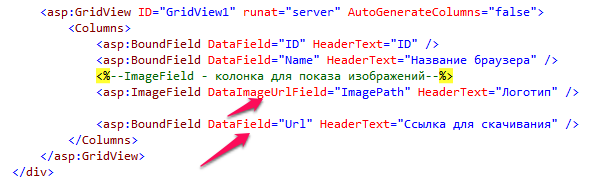 <asp:GridView ID="GridView1" runat="server" AutoGenerateColumns="false">
<Columns>
<asp:BoundField DataField="ID" HeaderText="ID" />
<asp:BoundField DataField="Name" HeaderText="Название браузера" />
<%--ImageField - колонка для показа изображений--%>
<asp:ImageField DataImageUrlField="ImagePath" HeaderText="Логотип" />
<asp:BoundField DataField="Url" HeaderText="Ссылка для скачивания" />
</Columns>
</asp:GridView>
</div>